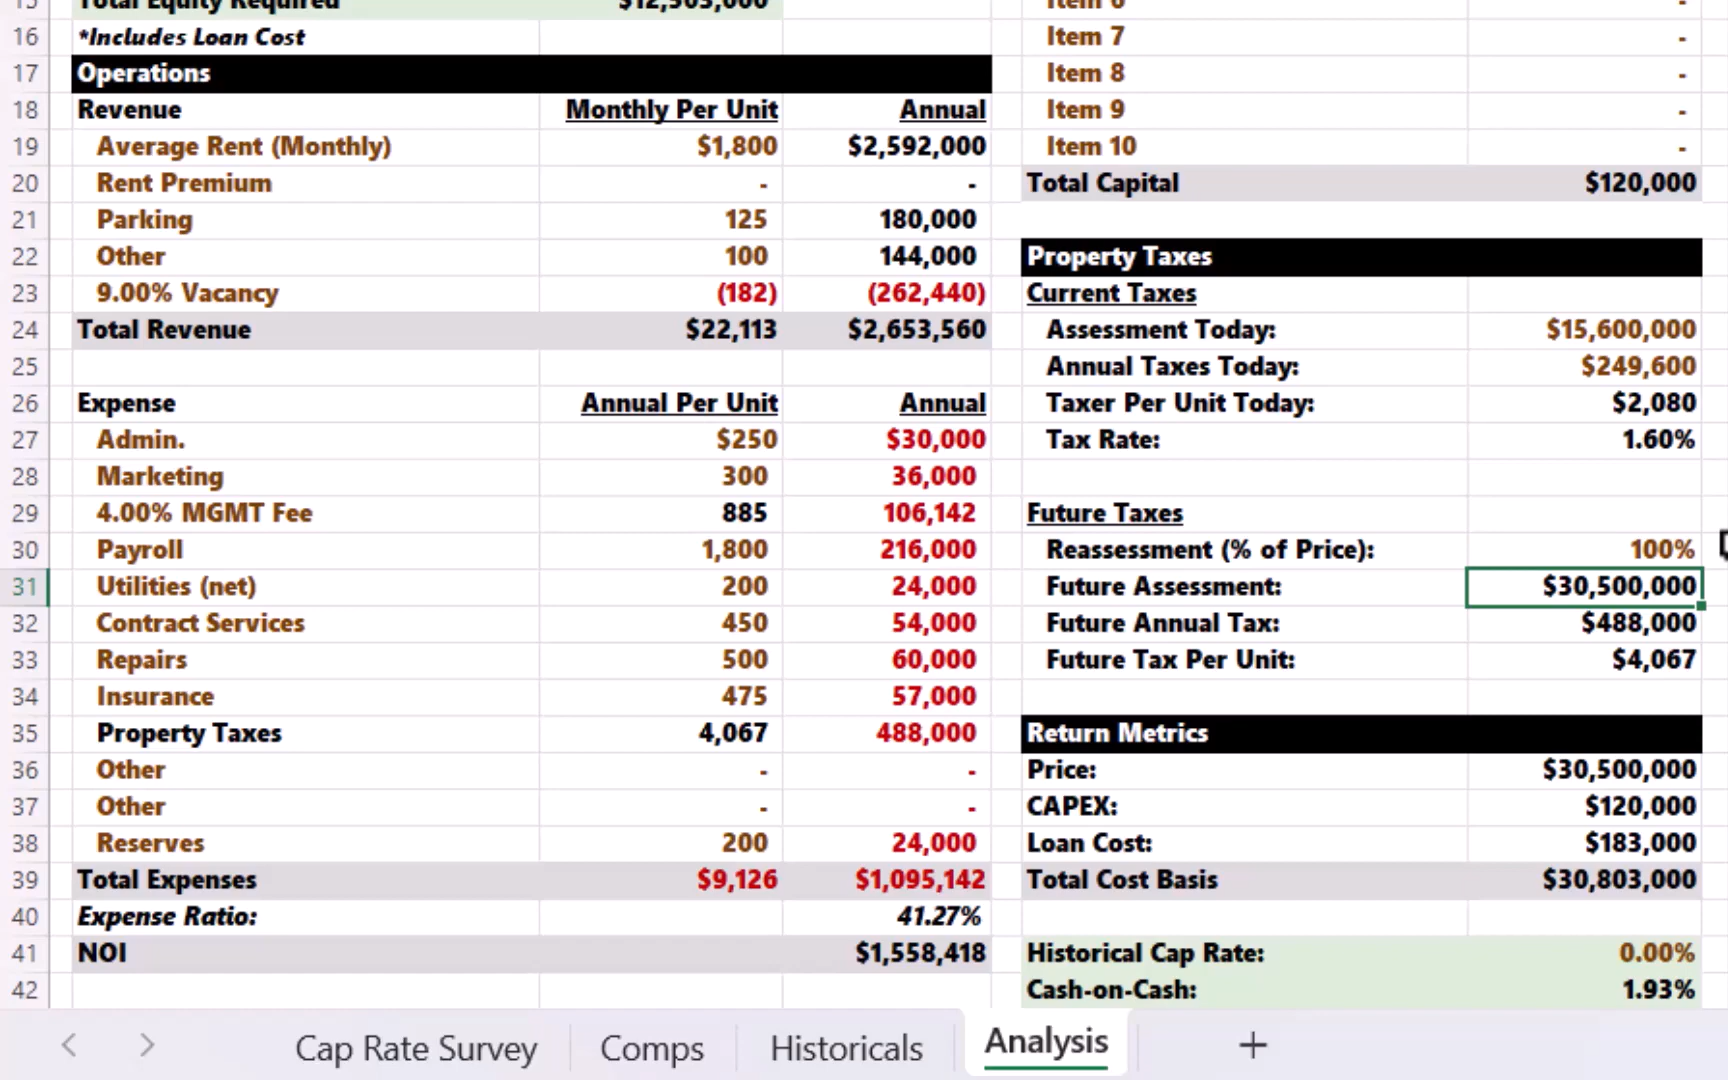 15 Total Equity Required $12,503,000 Item 6 -
16 *Includes Loan Cost Item 7 -
17 Operations Item 8 -
18 Revenue Monthly Per Unit Annual Item 9 -
19 Average Rent (Monthly) $1,800 $2,592,000 Item 10 -
20 Rent Premium - - Total Capital $120,000
21 Parking 125 180,000
22 Other 100 144,000 Property Taxes
23 9.00% Vacancy (182) (262,440) Current Taxes
24 Total Revenue $22,113 $2,653,560 Assessment Today: $15,600,000
25 Annual Taxes Today: $249,600
26 Expense Annual Per Unit Annual Taxer Per Unit Today: $2,080
27 Admin. $250 $30,000 Tax Rate: 1.60%
28 Marketing 300 36,000
29 4.00% MGMT Fee 885 106,142 Future Taxes
30 Payroll 1,800 216,000 Reassessment (% of Price): 100%
31 Utilities (net) 200 24,000 Future Assessment: $30,500,000
32 Contract Services 450 54,000 Future Annual Tax: $488,000
33 Repairs 500 60,000 Future Tax Per Unit: $4,067
34 Insurance 475 57,000
35 Property Taxes 4,067 488,000 Return Metrics
36 Other - - Price: $30,500,000
37 Other - - CAPEX: $120,000
38 Reserves 200 24,000 Loan Cost: $183,000
39 Total Expenses $9,126 $1,095,142 Total Cost Basis $30,803,000
40 Expense Ratio: 41.27%
41 NOI $1,558,418 Historical Cap Rate: 0.00%
42 Cash-on-Cash: 1.93%
Cap Rate Survey Comps Historicals Analysis +